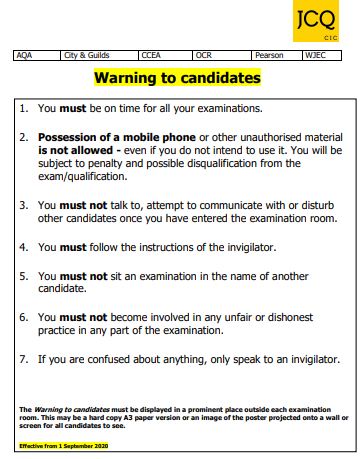 JCQ
CIC
AQA City & Guilds CCEA OCR Pearson WJEC
Warning to candidates
1. You must be on time for all your examinations.
2. Possession of a mobile phone or other unauthorised material
is not allowed - even if you do not intend to use it. You will be
subject to penalty and possible disqualification from the
exam/qualification.
3. You must not talk to, attempt to communicate with or disturb
other candidates once you have entered the examination room.
4. You must follow the instructions of the invigilator.
5. You must not sit an examination in the name of another
candidate.
6. You must not become involved in any unfair or dishonest
practice in any part of the examination.
7. If you are confused about anything, only speak to an invigilator.
The Warning to candidates must be displayed in a prominent place outside each examination
room. This may be a hard copy A3 paper version or an image of the poster projected onto a wall or
screen for all candidates to see.
Effective from 1 September 2020